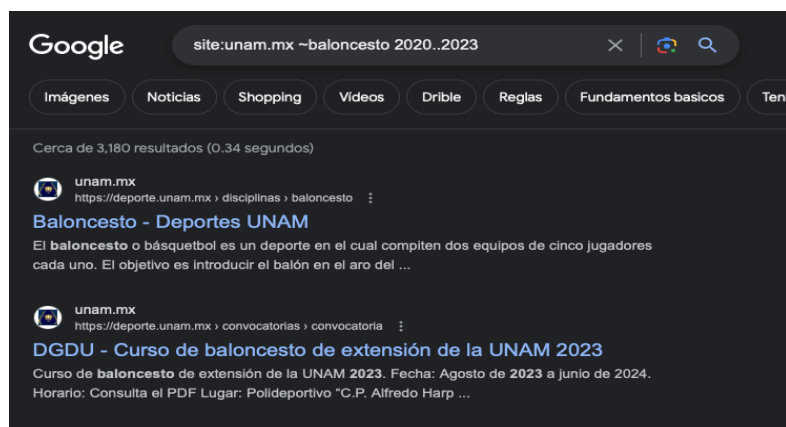 Google
site:unam.mx ~baloncesto 2020..2023
Imágenes Noticias Shopping Videos Drible Reglas Fundamentos basicos Ten
Cerca de 3,180 resultados (0.34 segundos)
unam.mx
https://deporte.unam.mx › disciplinas › baloncesto
Baloncesto - Deportes UNAM
El baloncesto o básquetbol es un deporte en el cual compiten dos equipos de cinco jugadores
cada uno. El objetivo es introducir el balón en el aro del ...
unam.mx
https://deporte.unam.mx › convocatorias › convocatoria
DGDU - Curso de baloncesto de extensión de la UNAM 2023
Curso de baloncesto de extensión de la UNAM 2023. Fecha: Agosto de 2023 a junio de 2024.
Horario: Consulta el PDF Lugar: Polideportivo “C.P. Alfredo Harp ...